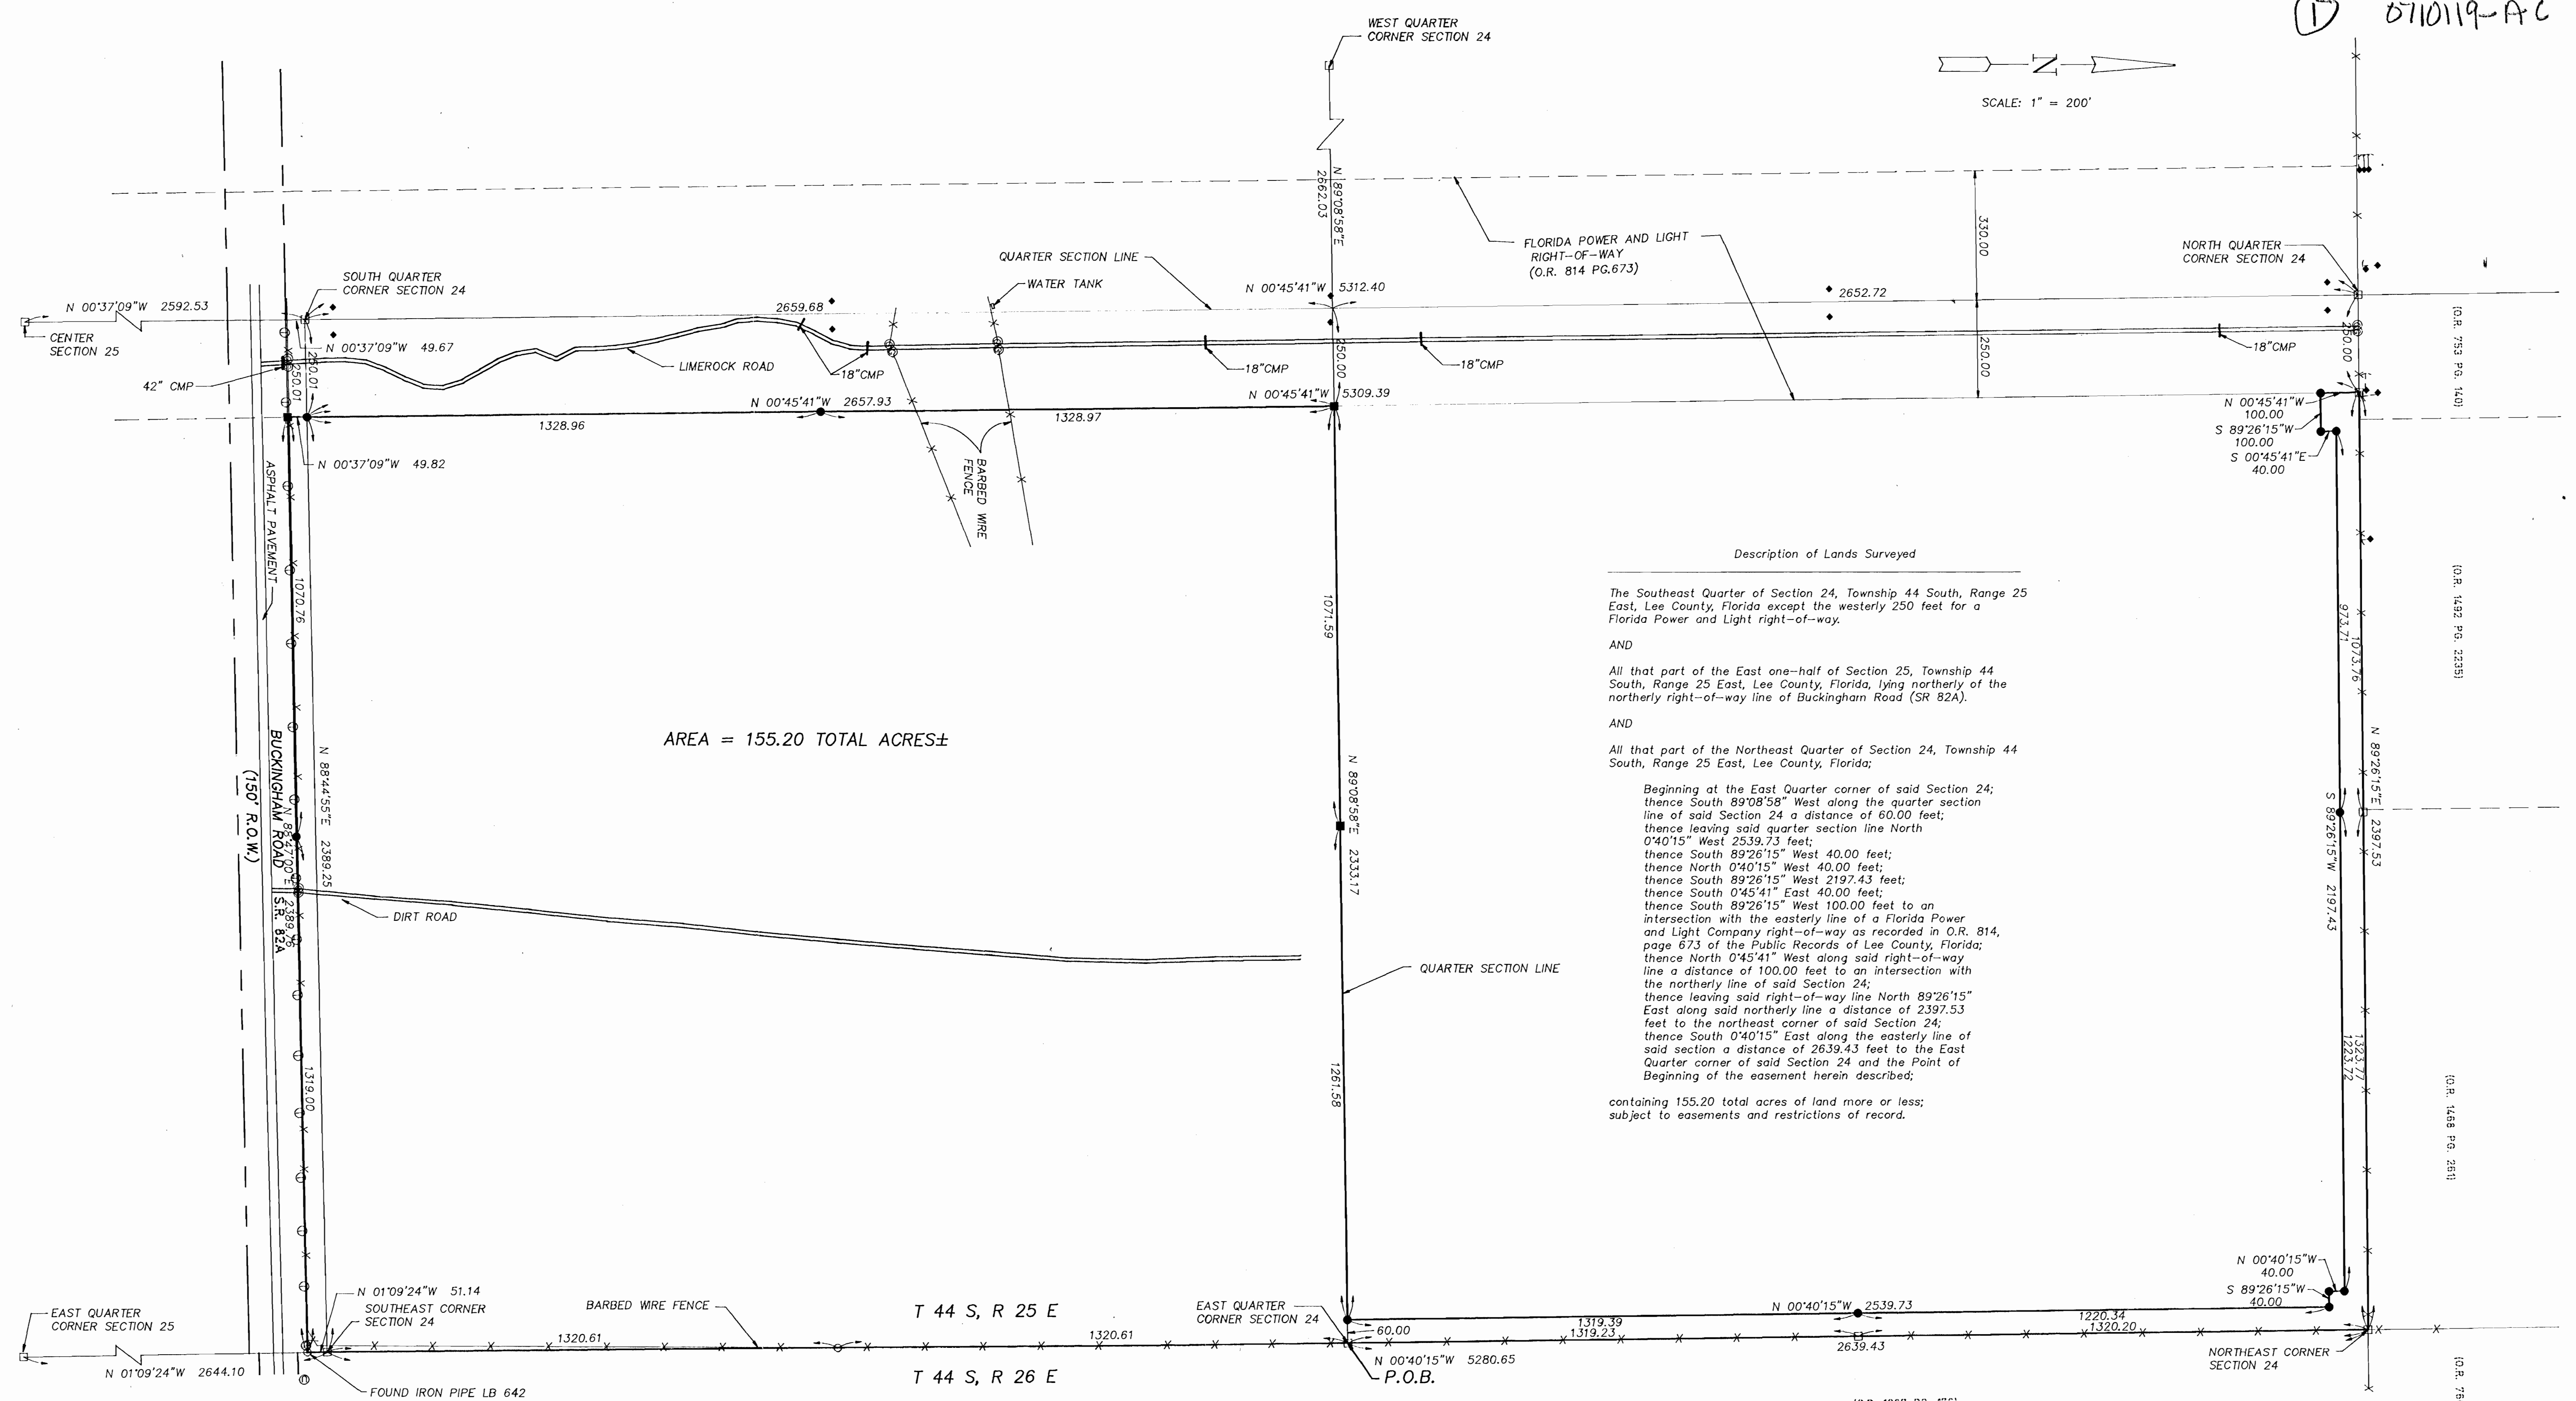 ① 0710119-AC
WEST QUARTER
CORNER SECTION 24
N
SCALE: 1" = 200'
N 89°08'58"E
2662.03
330.00
FLORIDA POWER AND LIGHT
RIGHT-OF-WAY
(O.R. 814 PG.673)
NORTH QUARTER
CORNER SECTION 24
QUARTER SECTION LINE
WATER TANK
SOUTH QUARTER
CORNER SECTION 24
N 00°37'09"W 2592.53
CENTER
SECTION 25
2659.68
N 00°45'41"W 5312.40
2652.72
N 00°37'09"W 49.67
LIMEROCK ROAD
42" CMP
250.01
250.01
18"CMP
18"CMP
18"CMP
18"CMP
250.00
250.00
250.00
(O.R. 753 PG. 140)
N 00°45'41"W 2657.93
1328.96
1328.97
N 00°45'41"W 5309.39
N 00°45'41"W
100.00
S 89°26'15"W
100.00
S 00°45'41"E
40.00
N 00°37'09"W 49.82
BARBED WIRE
FENCE
ASPHALT PAVEMENT
1070.76
1071.59
973.71
1073.76
(O.R. 1492 PG. 2235)
Description of Lands Surveyed
The Southeast Quarter of Section 24, Township 44 South, Range 25
East, Lee County, Florida except the westerly 250 feet for a
Florida Power and Light right-of-way.
AND
All that part of the East one-half of Section 25, Township 44
South, Range 25 East, Lee County, Florida, lying northerly of the
northerly right-of-way line of Buckingham Road (SR 82A).
AND
All that part of the Northeast Quarter of Section 24, Township 44
South, Range 25 East, Lee County, Florida;
Beginning at the East Quarter corner of said Section 24;
thence South 89°08'58" West along the quarter section
line of said Section 24 a distance of 60.00 feet;
thence leaving said quarter section line North
0°40'15" West 2539.73 feet;
thence South 89°26'15" West 40.00 feet;
thence North 0°40'15" West 40.00 feet;
thence South 89°26'15" West 2197.43 feet;
thence South 0°45'41" East 40.00 feet;
thence South 89°26'15" West 100.00 feet to an
intersection with the easterly line of a Florida Power
and Light Company right-of-way as recorded in O.R. 814,
page 673 of the Public Records of Lee County, Florida;
thence North 0°45'41" West along said right-of-way
line a distance of 100.00 feet to an intersection with
the northerly line of said Section 24;
thence leaving said right-of-way line North 89°26'15"
East along said northerly line a distance of 2397.53
feet to the northeast corner of said Section 24;
thence South 0°40'15" East along the easterly line of
said section a distance of 2639.43 feet to the East
Quarter corner of said Section 24 and the Point of
Beginning of the easement herein described;
containing 155.20 total acres of land more or less;
subject to easements and restrictions of record.
AREA = 155.20 TOTAL ACRES±
BUCKINGHAM ROAD S.R. 82A
(150' R.O.W.)
N 88°44'55"E 2389.25
N 88°47'00"E 2389.76
N 89°08'58"E 2333.17
N 89°26'15"E 2397.53
S 89°26'15"W 2197.43
DIRT ROAD
QUARTER SECTION LINE
1319.00
1261.58
1323.77
1223.72
(O.R. 1468 PG. 261)
N 01°09'24"W 51.14
SOUTHEAST CORNER
SECTION 24
BARBED WIRE FENCE
T 44 S, R 25 E
EAST QUARTER
CORNER SECTION 24
N 00°40'15"W
40.00
S 89°26'15"W
40.00
N 00°40'15"W 2539.73
1319.39
1319.23
1220.34
1320.20
60.00
2639.43
EAST QUARTER
CORNER SECTION 25
1320.61
1320.61
N 01°09'24"W 2644.10
FOUND IRON PIPE LB 642
T 44 S, R 26 E
N 00°40'15"W 5280.65
P.O.B.
NORTHEAST CORNER
SECTION 24
(O.R. 76